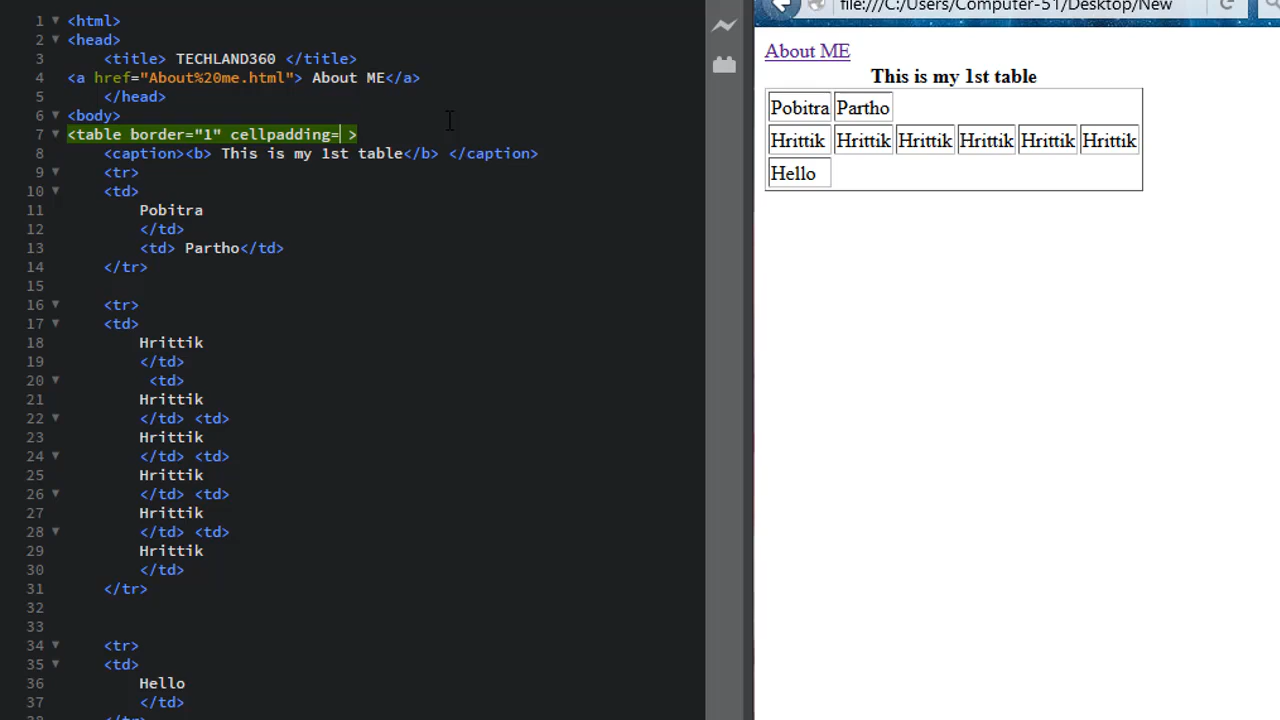 1 <html>
2 <head>
3 <title> TECHLAND360 </title>
4 <a href="About%20me.html"> About ME</a>
5 </head>
6 <body>
7 <table border="1" cellpadding= >
8 <caption><b> This is my 1st table</b> </caption>
9 <tr>
10 <td>
11 Pobitra
12 </td>
13 <td> Partho</td>
14 </tr>
15
16 <tr>
17 <td>
18 Hrittik
19 </td>
20 <td>
21 Hrittik
22 </td> <td>
23 Hrittik
24 </td> <td>
25 Hrittik
26 </td> <td>
27 Hrittik
28 </td> <td>
29 Hrittik
30 </td>
31 </tr>
32
33
34 <tr>
35 <td>
36 Hello
37 </td>
file:///C:/Users/Computer-51/Desktop/New
About ME
This is my 1st table
Pobitra Partho
Hrittik Hrittik Hrittik Hrittik Hrittik Hrittik
Hello